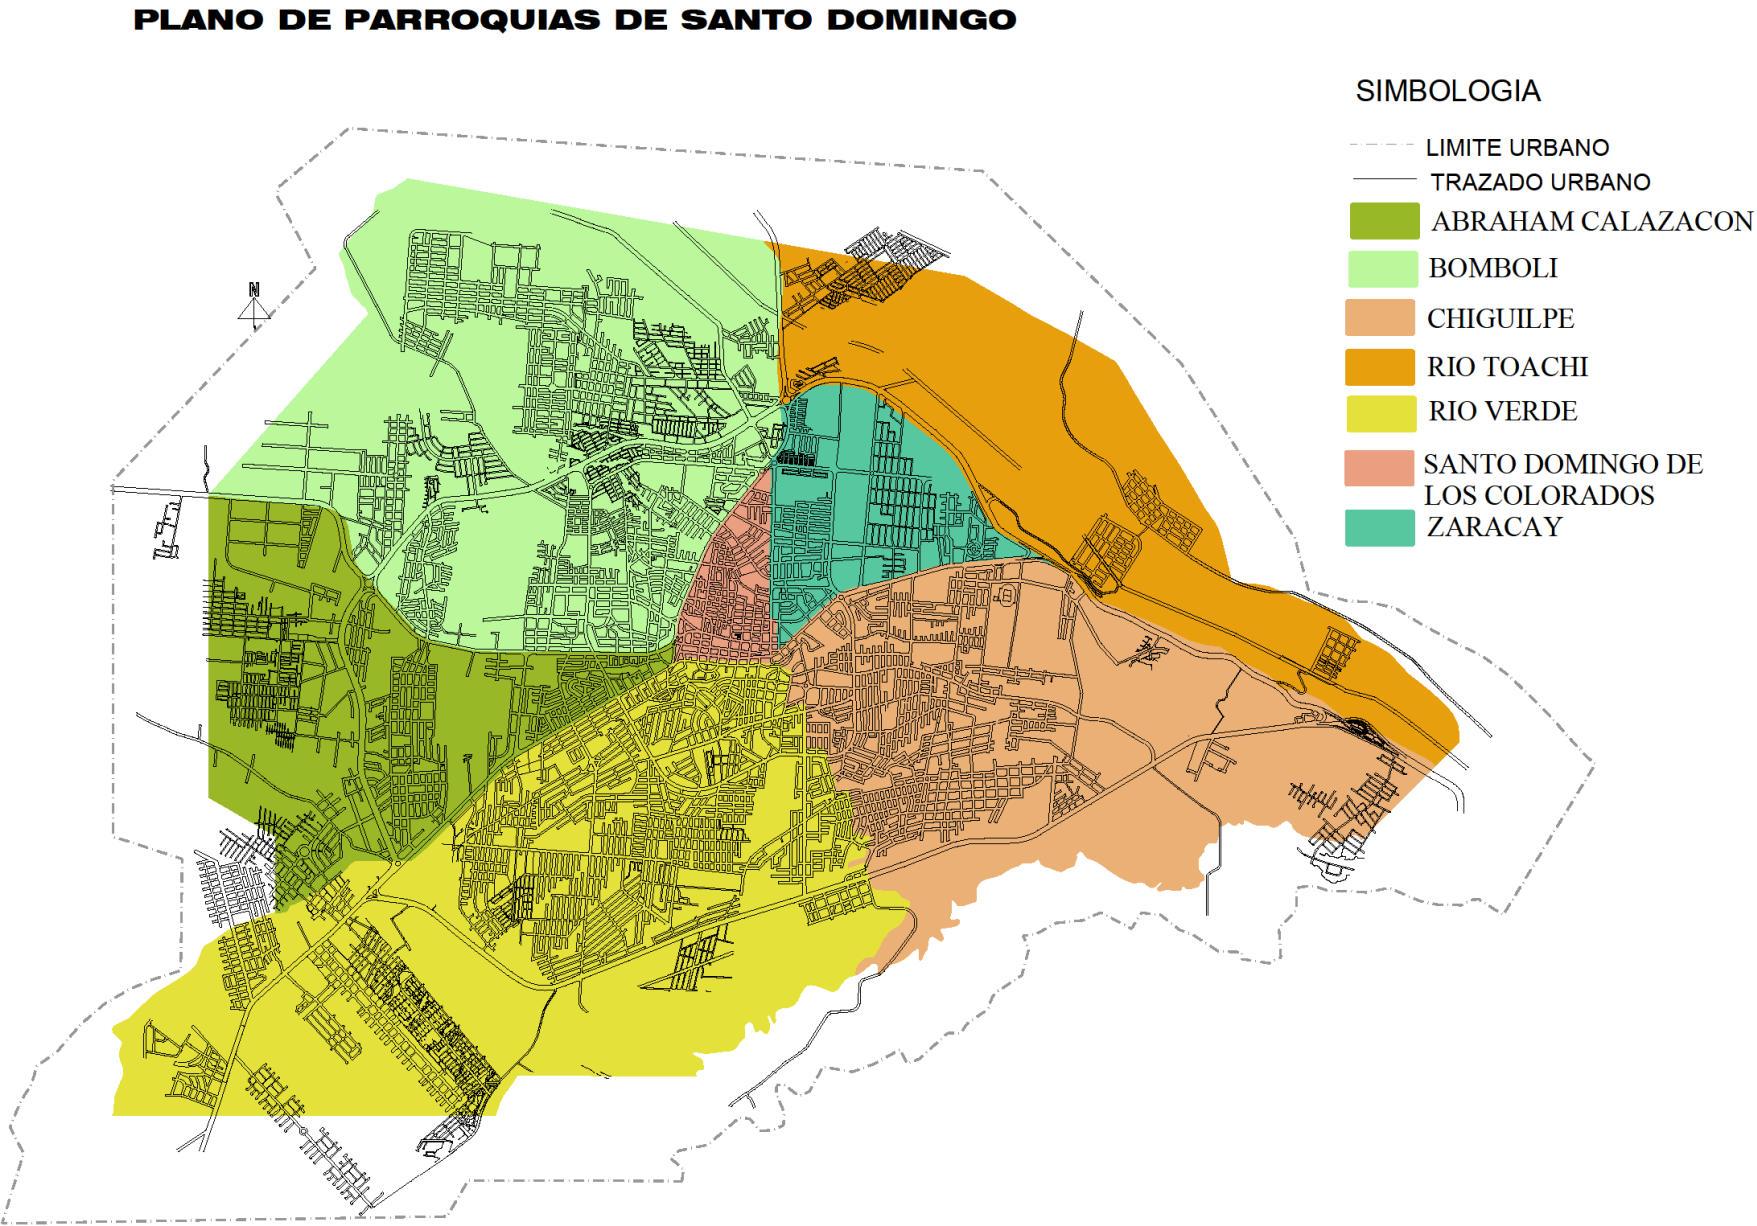 PLANO DE PARROQUIAS DE SANTO DOMINGO
SIMBOLOGIA
LIMITE URBANO
TRAZADO URBANO
ABRAHAM CALAZACON
BOMBOLI
CHIGUILPE
RIO TOACHI
RIO VERDE
SANTO DOMINGO DE
LOS COLORADOS
ZARACAY
N